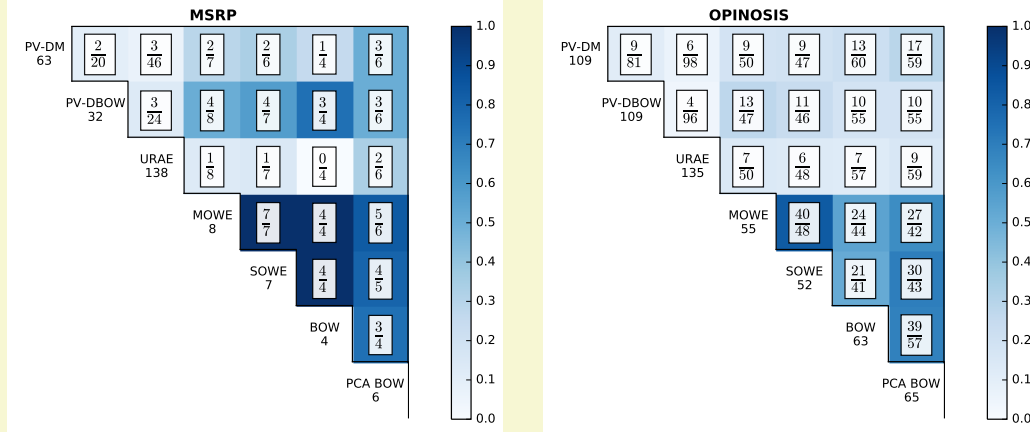 MSRP
PV-DM
63
2/20 3/46 2/7 2/6 1/4 3/6
PV-DBOW
32
3/24 4/8 4/7 3/4 3/6
URAE
138
1/8 1/7 0/4 2/6
MOWE
8
7/7 4/4 5/6
SOWE
7
4/4 4/5
BOW
4
3/4
PCA BOW
6
1.0
0.9
0.8
0.7
0.6
0.5
0.4
0.3
0.2
0.1
0.0
OPINOSIS
PV-DM
109
9/81 6/98 9/50 9/47 13/60 17/59
PV-DBOW
109
4/96 13/47 11/46 10/55 10/55
URAE
135
7/50 6/48 7/57 9/59
MOWE
55
40/48 24/44 27/42
SOWE
52
21/41 30/43
BOW
63
39/57
PCA BOW
65
1.0
0.9
0.8
0.7
0.6
0.5
0.4
0.3
0.2
0.1
0.0